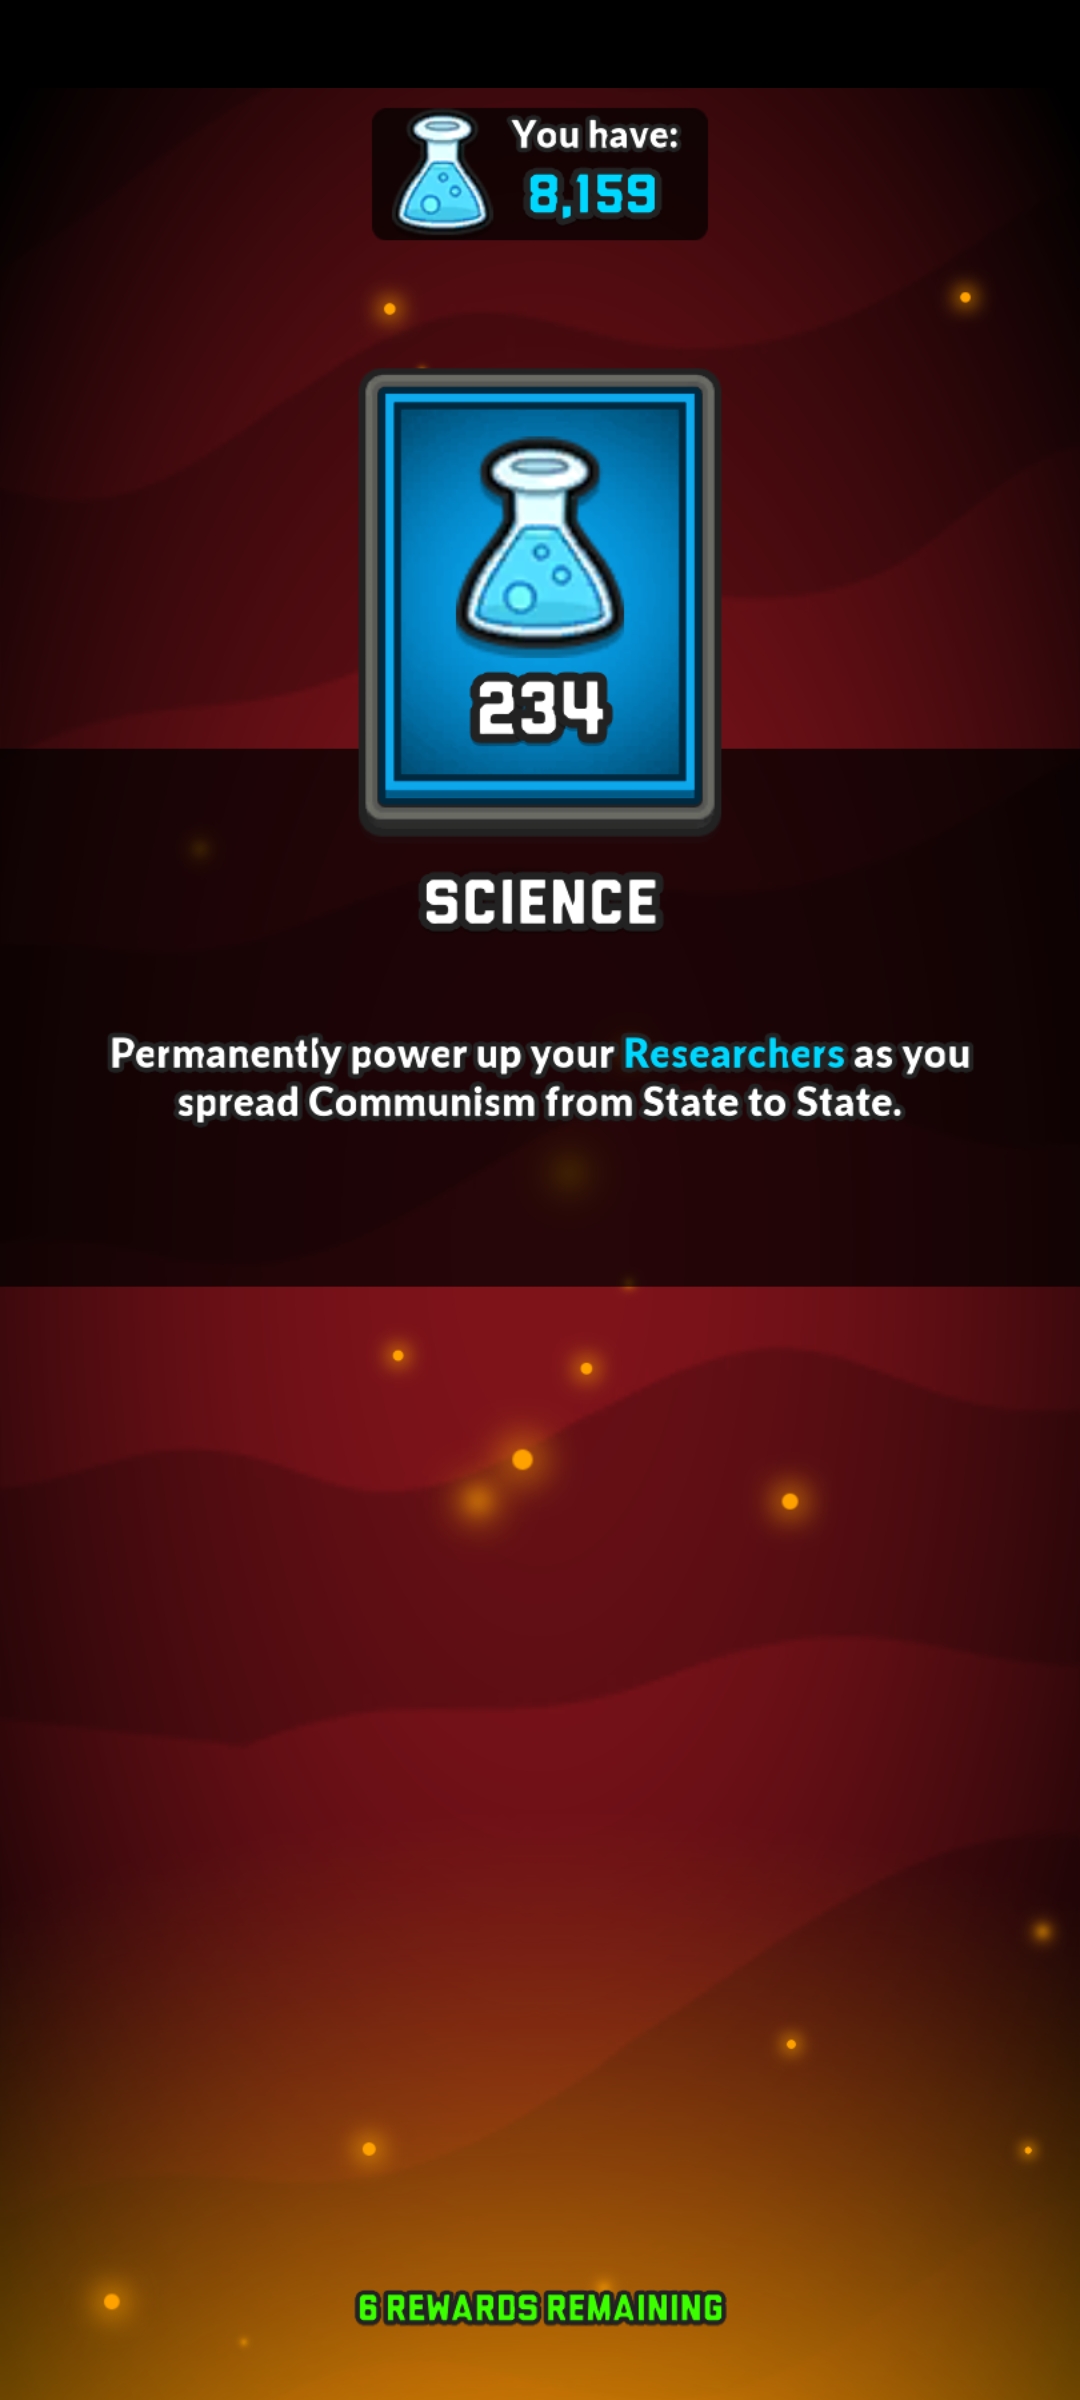 You have:
8,159
234
SCIENCE
Permanently power up your Researchers as you
spread Communism from State to State.
6 REWARDS REMAINING